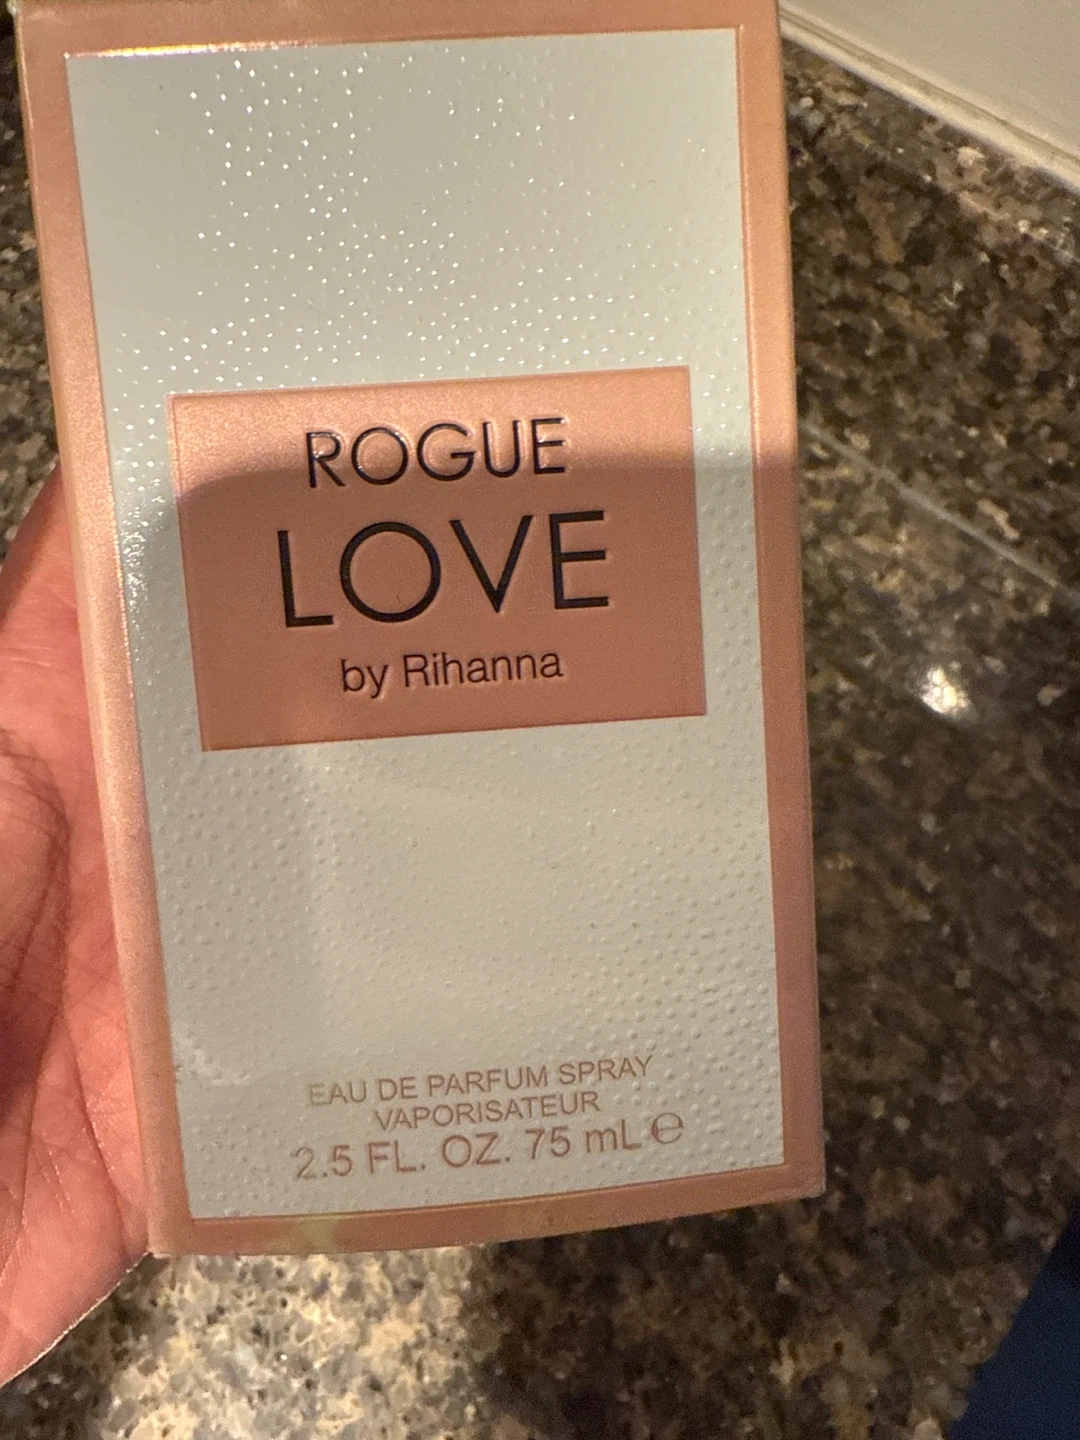 ROGUE
LOVE
by Rihanna
EAU DE PARFUM SPRAY
VAPORISATEUR
2.5 FL. OZ. 75 mL ℮